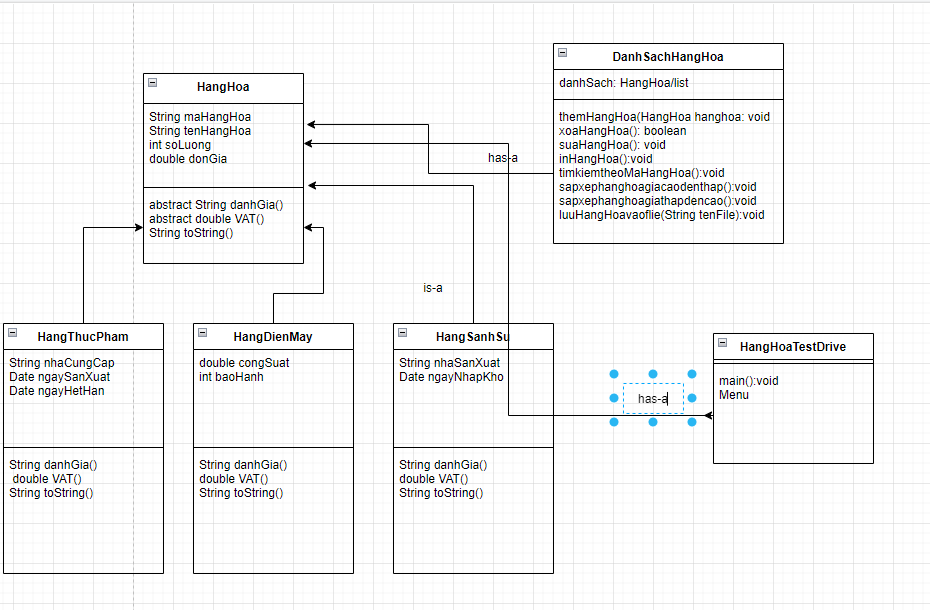 HangHoa
String maHangHoa
String tenHangHoa
int soLuong
double donGia
abstract String danhGia()
abstract double VAT()
String toString()
DanhSachHangHoa
danhSach: HangHoa/list
themHangHoa(HangHoa hanghoa: void
xoaHangHoa(): boolean
suaHangHoa(): void
inHangHoa():void
timkiemtheoMaHangHoa():void
sapxephanghoagiacaodenthap():void
sapxephanghoagiathapdencao():void
luuHangHoavaoflie(String tenFile):void
has-a
is-a
HangThucPham
String nhaCungCap
Date ngaySanXuat
Date ngayHetHan
String danhGia()
double VAT()
String toString()
HangDienMay
double congSuat
int baoHanh
String danhGia()
double VAT()
String toString()
HangSanhSu
String nhaSanXuat
Date ngayNhapKho
String danhGia()
double VAT()
String toString()
has-a
HangHoaTestDrive
main():void
Menu